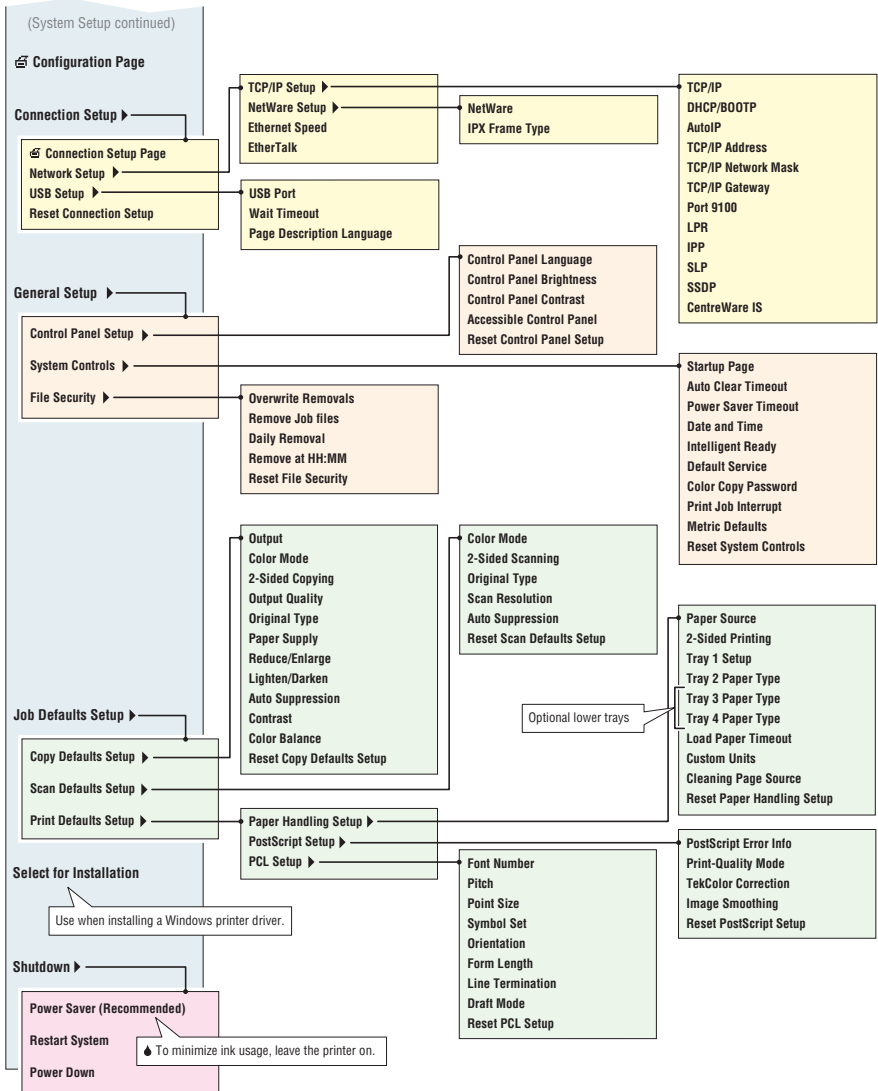 (System Setup continued)
Configuration Page
Connection Setup
Connection Setup Page
Network Setup
USB Setup
Reset Connection Setup
TCP/IP Setup
NetWare Setup
Ethernet Speed
EtherTalk
NetWare
IPX Frame Type
TCP/IP
DHCP/BOOTP
AutoIP
TCP/IP Address
TCP/IP Network Mask
TCP/IP Gateway
Port 9100
LPR
IPP
SLP
SSDP
CentreWare IS
USB Port
Wait Timeout
Page Description Language
General Setup
Control Panel Setup
System Controls
File Security
Control Panel Language
Control Panel Brightness
Control Panel Contrast
Accessible Control Panel
Reset Control Panel Setup
Startup Page
Auto Clear Timeout
Power Saver Timeout
Date and Time
Intelligent Ready
Default Service
Color Copy Password
Print Job Interrupt
Metric Defaults
Reset System Controls
Overwrite Removals
Remove Job files
Daily Removal
Remove at HH:MM
Reset File Security
Job Defaults Setup
Copy Defaults Setup
Scan Defaults Setup
Print Defaults Setup
Output
Color Mode
2-Sided Copying
Output Quality
Original Type
Paper Supply
Reduce/Enlarge
Lighten/Darken
Auto Suppression
Contrast
Color Balance
Reset Copy Defaults Setup
Color Mode
2-Sided Scanning
Original Type
Scan Resolution
Auto Suppression
Reset Scan Defaults Setup
Paper Handling Setup
PostScript Setup
PCL Setup
Paper Source
2-Sided Printing
Tray 1 Setup
Tray 2 Paper Type
Tray 3 Paper Type
Tray 4 Paper Type
Load Paper Timeout
Custom Units
Cleaning Page Source
Reset Paper Handling Setup
Optional lower trays
PostScript Error Info
Print-Quality Mode
TekColor Correction
Image Smoothing
Reset PostScript Setup
Font Number
Pitch
Point Size
Symbol Set
Orientation
Form Length
Line Termination
Draft Mode
Reset PCL Setup
Select for Installation
Use when installing a Windows printer driver.
Shutdown
Power Saver (Recommended)
Restart System
Power Down
To minimize ink usage, leave the printer on.